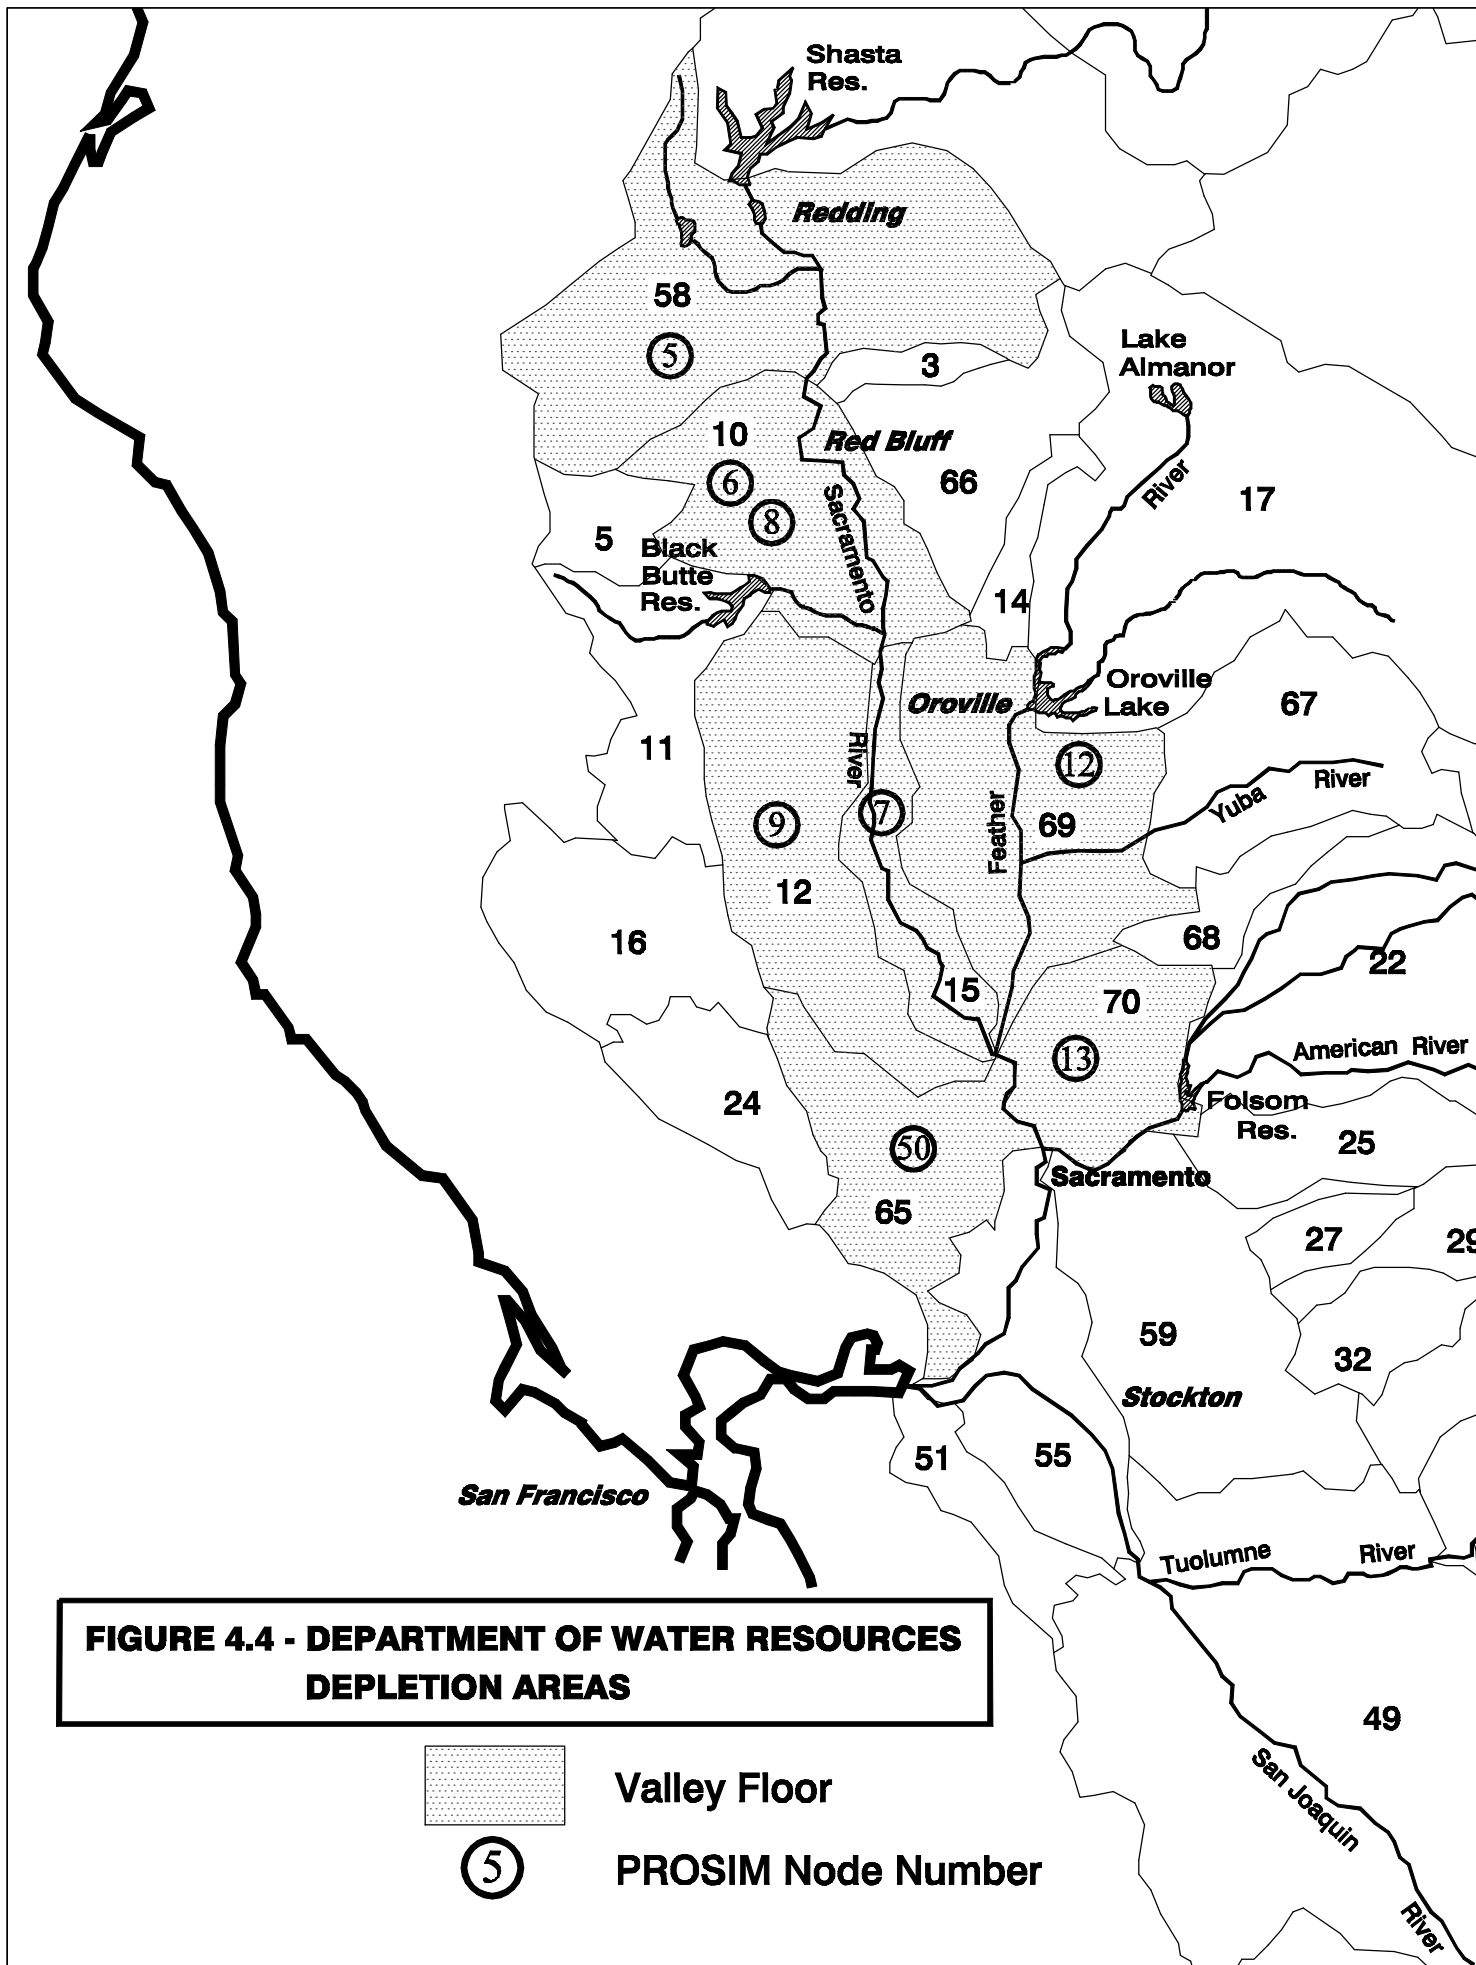 Shasta
Res.
Redding
58
5
3
Lake
Almanor
10
Red Bluff
6
66
River
17
8
Sacramento
5
Black
Butte
Res.
14
Oroville
Oroville
Lake
67
11
River
12
River
7
Yuba
9
69
Feather
12
16
68
22
15
70
13
American River
24
Folsom
Res.
25
50
Sacramento
65
27
29
59
32
Stockton
51
55
San Francisco
Tuolumne River
FIGURE 4.4 - DEPARTMENT OF WATER RESOURCES
DEPLETION AREAS
49
San Joaquin
River
Valley Floor
5
PROSIM Node Number